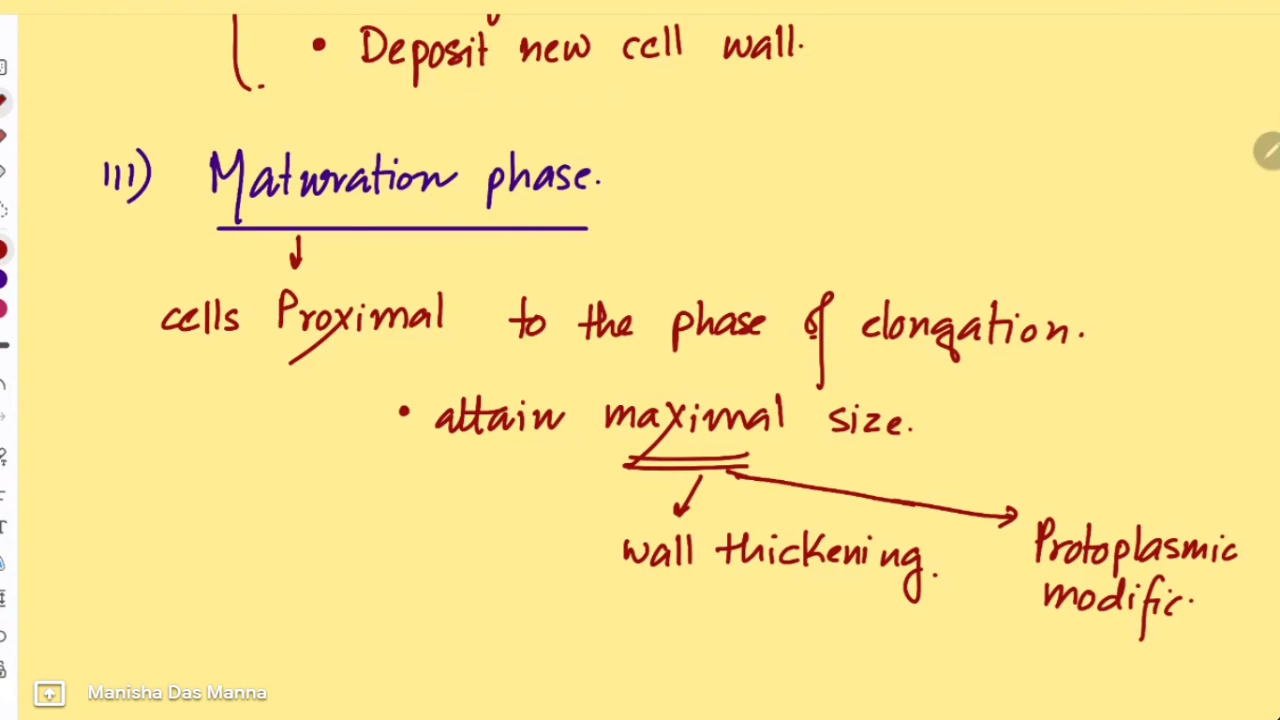 • Deposit new cell wall.
III) Maturation phase.
cells Proximal to the phase of elongation.
• attain maximal size.
wall thickening.
Protoplasmic
modific.
Manisha Das Manna